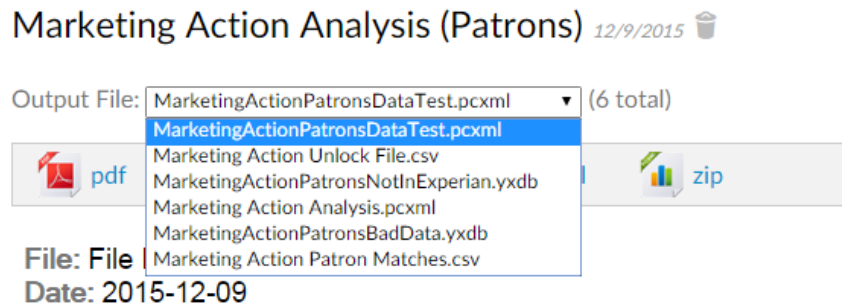 Marketing Action Analysis (Patrons) 12/9/2015
Output File: MarketingActionPatronsDataTest.pcxml (6 total)
MarketingActionPatronsDataTest.pcxml
Marketing Action Unlock File.csv
MarketingActionPatronsNotInExperian.yxdb
Marketing Action Analysis.pcxml
MarketingActionPatronsBadData.yxdb
Marketing Action Patron Matches.csv
pdf zip
File: File
Date: 2015-12-09